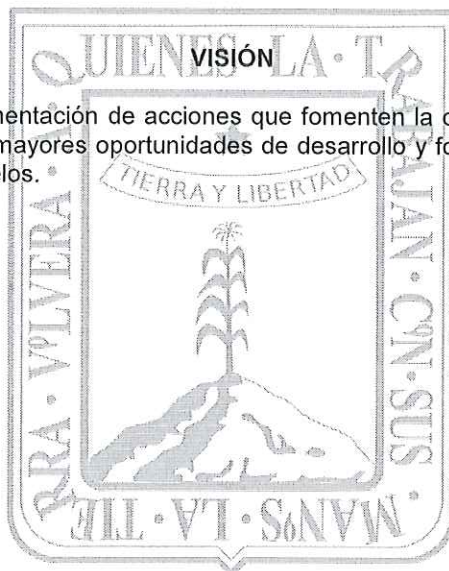 VISIÓN
mentación de acciones que fomenten la c
mayores oportunidades de desarrollo y fo
elos.
TIERRA Y LIBERTAD
LA · TIERRA · VOLVERA · A · QUIENES · LA · TRABAJAN · CON · SUS · MANOS